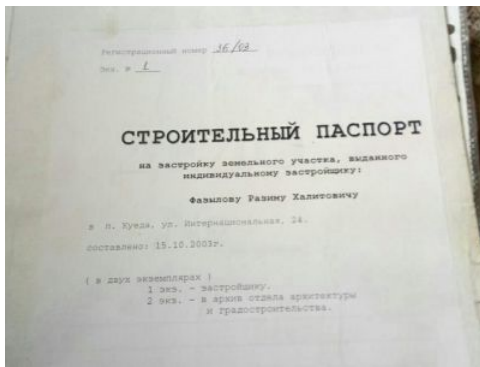 Регистрационный номер 36/03
Экз. № 1
СТРОИТЕЛЬНЫЙ ПАСПОРТ
на застройку земельного участка, выданного
индивидуальному застройщику:
Фазылову Разиму Халитовичу
в п. Куеда, ул. Интернациональная, 24.
составлено: 15.10.2003г.
( в двух экземплярах )
1 экз. - застройщику.
2 экз. - в архив отдела архитектуры
и градостроительства.